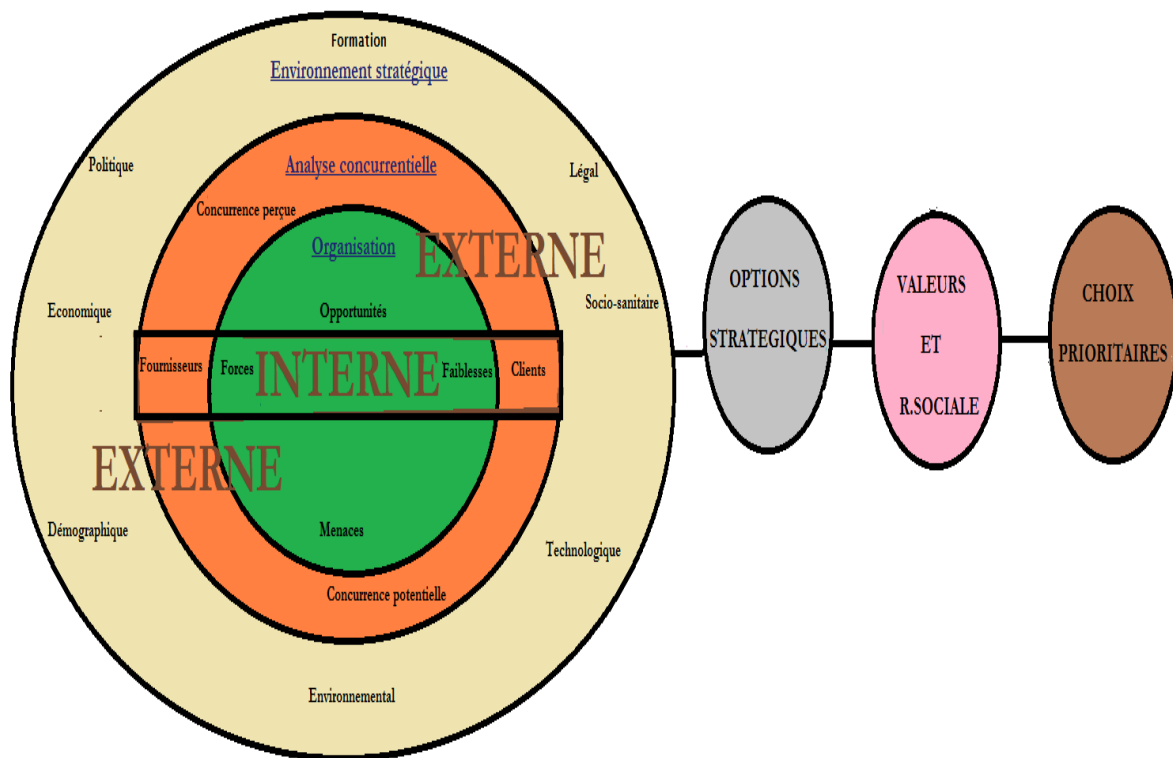 Formation
Environnement stratégique
Politique
Analyse concurrentielle
Légal
Concurrence perçue
Organisation
EXTERNE
Economique
Opportunités
Socio-sanitaire
Fournisseurs
Forces
INTERNE
Faiblesses
Clients
EXTERNE
Démographique
Menaces
Technologique
Concurrence potentielle
Environnemental
OPTIONS
STRATEGIQUES
VALEURS
ET
R.SOCIALE
CHOIX
PRIORITAIRES